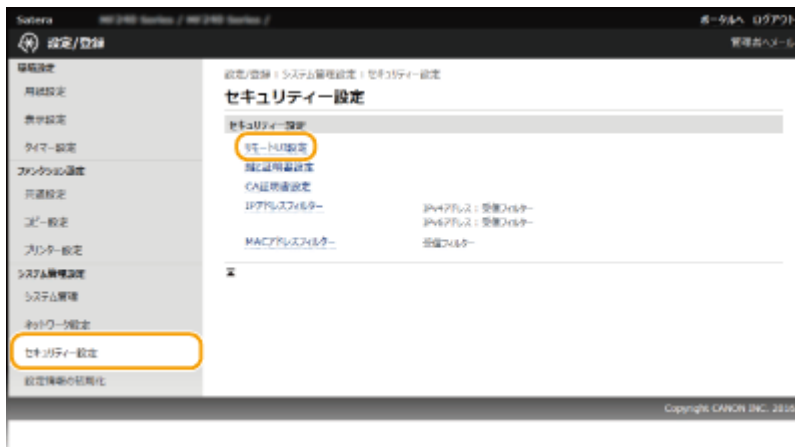 Satera MF240 Series / MF240 Series /
ポータルへ ログアウト
設定/登録
管理者へメール
環境設定
用紙設定
表示設定
タイマー設定
ファンクション設定
共通設定
コピー設定
プリンター設定
システム管理設定
システム管理
ネットワーク設定
セキュリティー設定
設定情報の初期化
設定/登録 : システム管理設定 : セキュリティー設定
セキュリティー設定
セキュリティー設定
リモートUI設定
鍵と証明書設定
CA証明書設定
IPアドレスフィルター
IPv4アドレス : 受信フィルター
IPv6アドレス : 受信フィルター
MACアドレスフィルター
受信フィルター
Copyright CANON INC. 2016